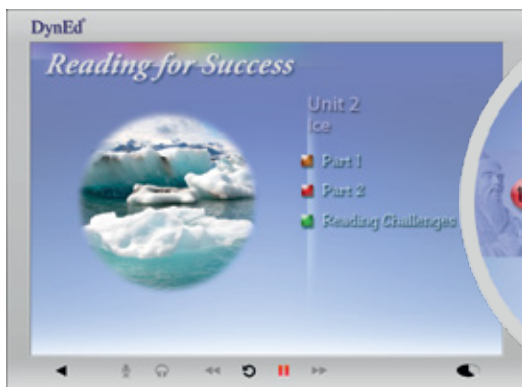 DynEd®
Reading for Success
Unit 2
Ice
Part 1
Part 2
Reading Challenges